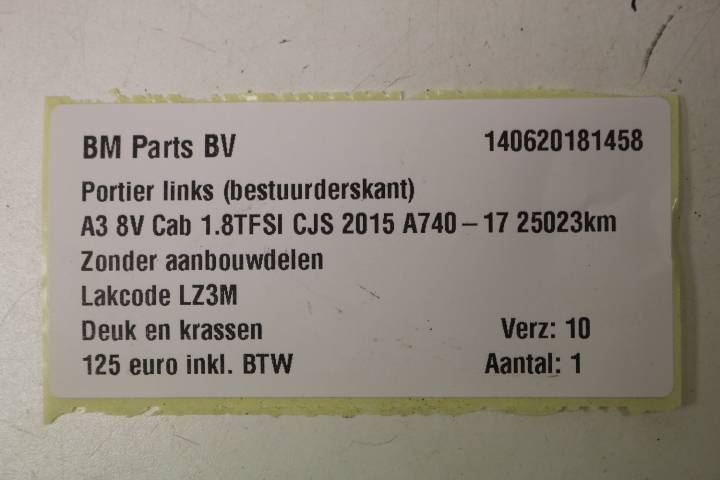 BM Parts BV 140620181458
Portier links (bestuurderskant)
A3 8V Cab 1.8TFSI CJS 2015 A740 – 17 25023km
Zonder aanbouwdelen
Lakcode LZ3M
Deuk en krassen Verz: 10
125 euro inkl. BTW Aantal: 1